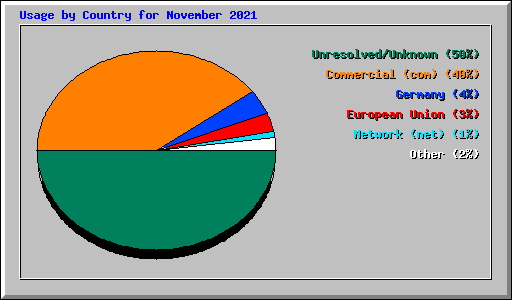 Usage by Country for November 2021
Unresolved/Unknown (50%)
Commercial (com) (40%)
Germany (4%)
European Union (3%)
Network (net) (1%)
Other (2%)